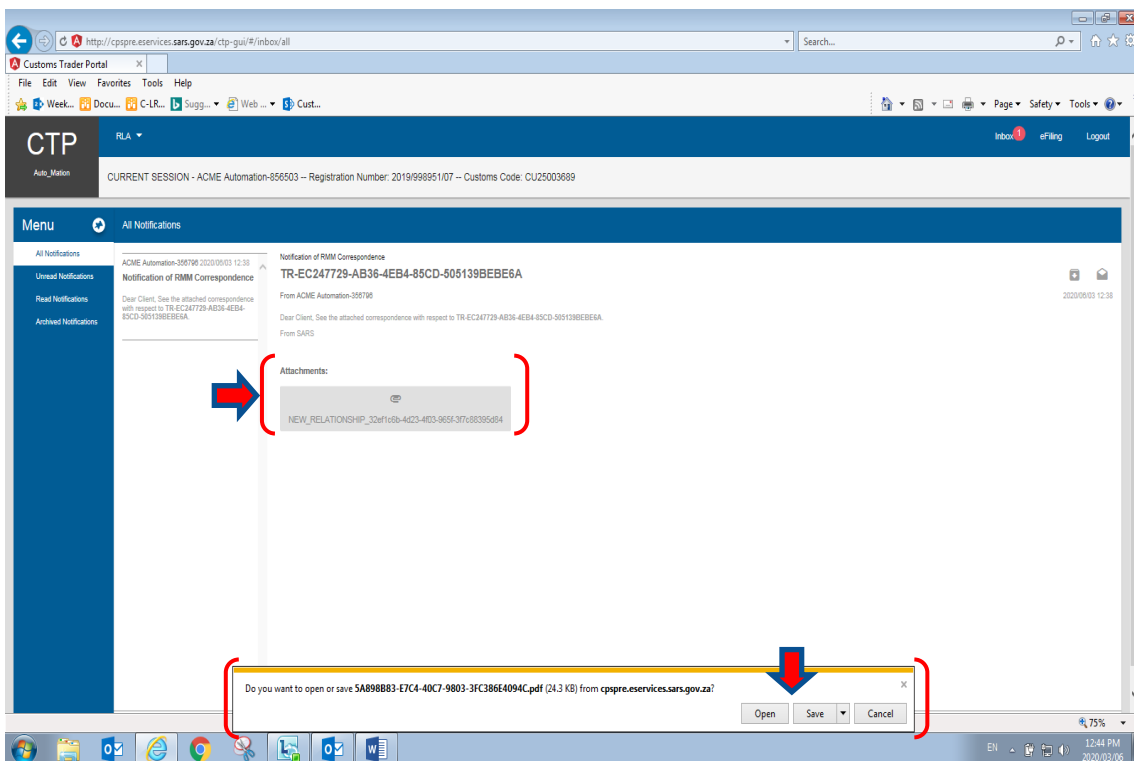 http://cpspre.eservices.sars.gov.za/ctp-gui/#/inbox/all
Search...
Customs Trader Portal
File Edit View Favorites Tools Help
Week... Docu... C-LR... Sugg... Web ... Cust...
Page Safety Tools
CTP
Auto_Mation
RLA
Inbox 1 eFiling Logout
CURRENT SESSION - ACME Automation-856503 -- Registration Number: 2019/998951/07 -- Customs Code: CU25003689
Menu
All Notifications
Unread Notifications
Read Notifications
Archived Notifications
All Notifications
ACME Automation-356796 2020/06/03 12:38
Notification of RMM Correspondence
Dear Client, See the attached correspondence
with respect to TR-EC247729-AB36-4EB4-
85CD-505139BEBE6A.
Notification of RMM Correspondence
TR-EC247729-AB36-4EB4-85CD-505139BEBE6A
From ACME Automation-356796
2020/06/03 12:38
Dear Client, See the attached correspondence with respect to TR-EC247729-AB36-4EB4-85CD-505139BEBE6A.
From SARS
Attachments:
NEW_RELATIONSHIP_32ef1c6b-4d23-4f03-965f-3f7c88395d84
Do you want to open or save 5A898B83-E7C4-40C7-9803-3FC386E4094C.pdf (24.3 KB) from cpspre.eservices.sars.gov.za?
Open Save Cancel
75%
EN
12:44 PM
2020/03/06